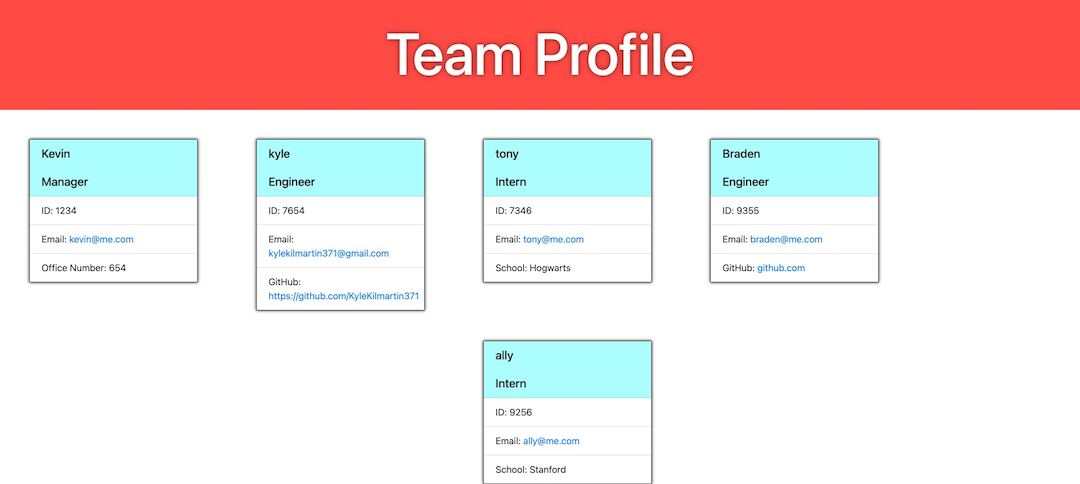 Team Profile
Kevin
Manager
ID: 1234
Email: kevin@me.com
Office Number: 654
kyle
Engineer
ID: 7654
Email:
kylekilmartin371@gmail.com
GitHub:
https://github.com/KyleKilmartin371
tony
Intern
ID: 7346
Email: tony@me.com
School: Hogwarts
Braden
Engineer
ID: 9355
Email: braden@me.com
GitHub: github.com
ally
Intern
ID: 9256
Email: ally@me.com
School: Stanford